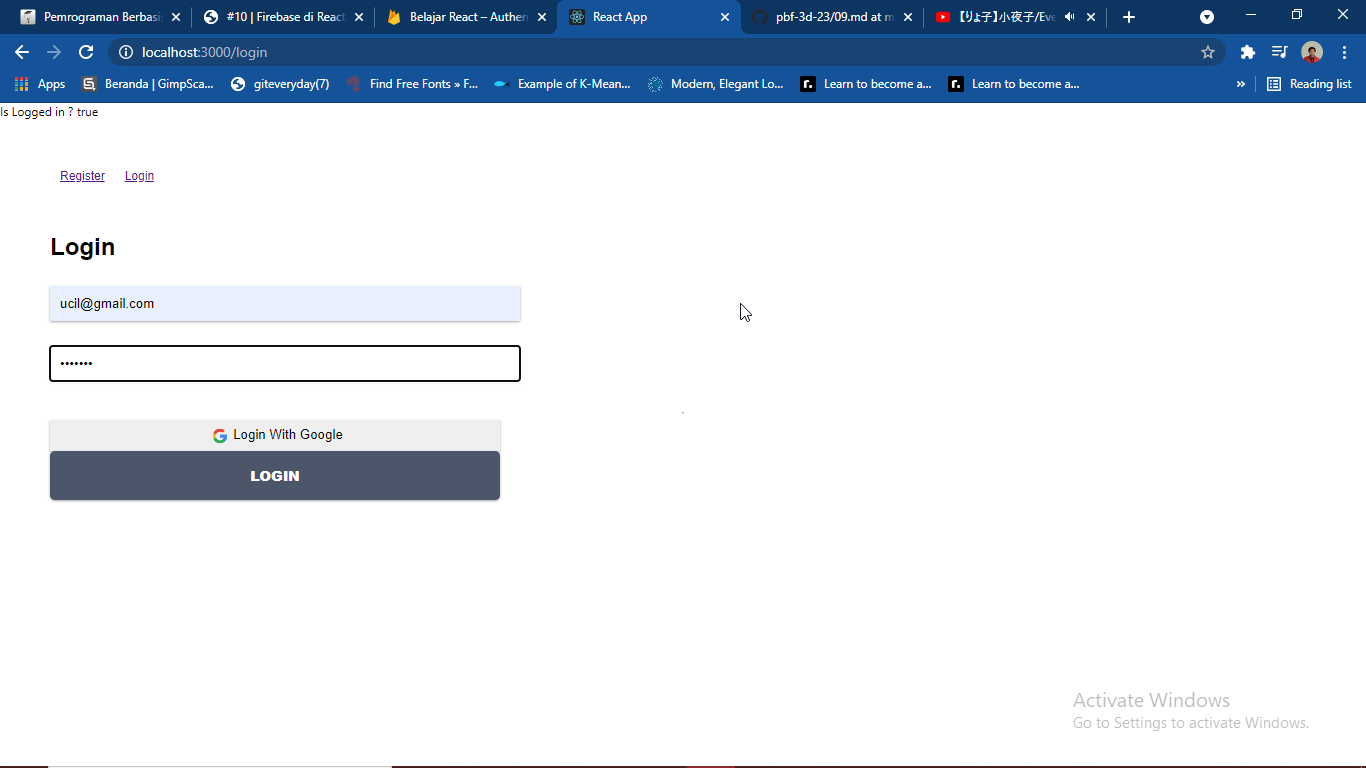 Pemrograman Berbasi
#10 | Firebase di React
Belajar React – Authen
React App
pbf-3d-23/09.md at m
【りょ子】小夜子/Eve
localhost:3000/login
Apps
Beranda | GimpSca...
giteveryday(7)
Find Free Fonts » F...
Example of K-Mean...
Modern, Elegant Lo...
Learn to become a...
Learn to become a...
»
Reading list
Is Logged in ? true
Register Login
Login
ucil@gmail.com
•••••••
Login With Google
LOGIN
Activate Windows
Go to Settings to activate Windows.